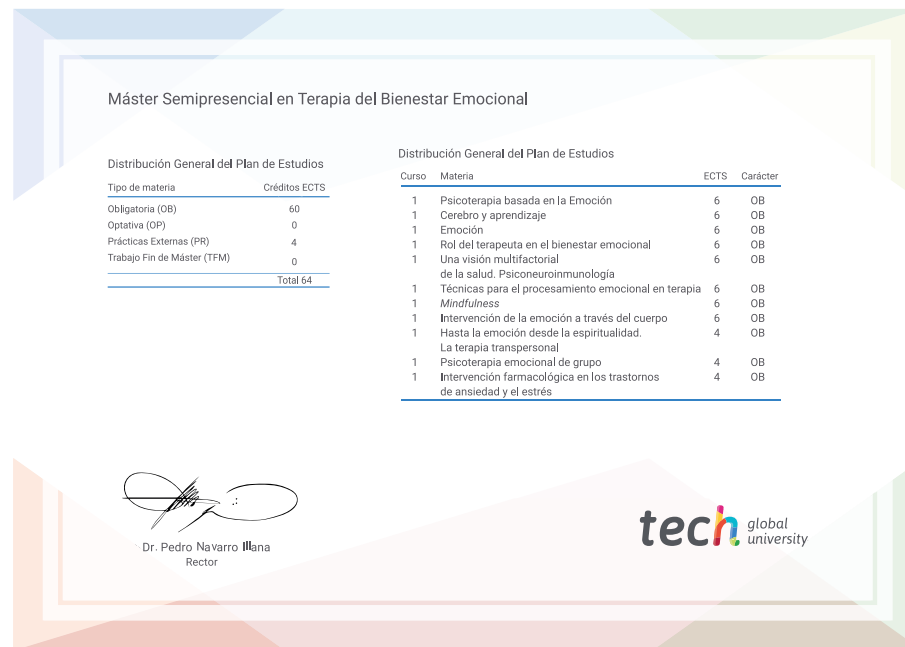 Máster Semipresencial en Terapia del Bienestar Emocional
Distribución General del Plan de Estudios
Tipo de materia Créditos ECTS
Obligatoria (OB) 60
Optativa (OP) 0
Prácticas Externas (PR) 4
Trabajo Fin de Máster (TFM) 0
Total 64
Distribución General del Plan de Estudios
Curso Materia ECTS Carácter
1 Psicoterapia basada en la Emoción 6 OB
1 Cerebro y aprendizaje 6 OB
1 Emoción 6 OB
1 Rol del terapeuta en el bienestar emocional 6 OB
1 Una visión multifactorial 6 OB
de la salud. Psiconeuroinmunología
1 Técnicas para el procesamiento emocional en terapia 6 OB
1 Mindfulness 6 OB
1 Intervención de la emoción a través del cuerpo 6 OB
1 Hasta la emoción desde la espiritualidad. 4 OB
La terapia transpersonal
1 Psicoterapia emocional de grupo 4 OB
1 Intervención farmacológica en los trastornos 4 OB
de ansiedad y el estrés
Dr. Pedro Navarro Illana
Rector
tech global
university